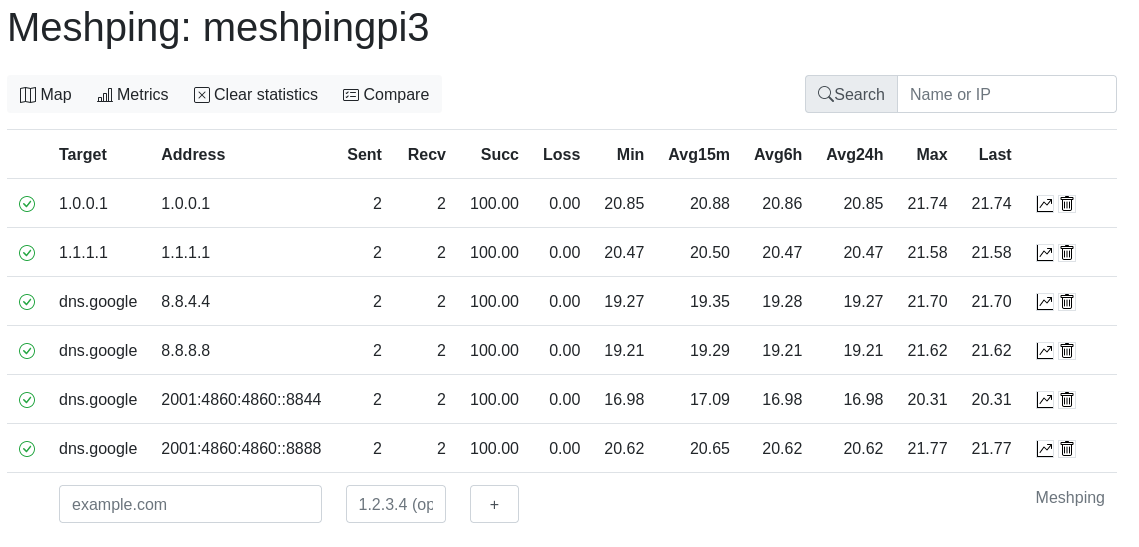 Meshping: meshpingpi3
Map Metrics Clear statistics Compare Search Name or IP
Target Address Sent Recv Succ Loss Min Avg15m Avg6h Avg24h Max Last
1.0.0.1 1.0.0.1 2 2 100.00 0.00 20.85 20.88 20.86 20.85 21.74 21.74
1.1.1.1 1.1.1.1 2 2 100.00 0.00 20.47 20.50 20.47 20.47 21.58 21.58
dns.google 8.8.4.4 2 2 100.00 0.00 19.27 19.35 19.28 19.27 21.70 21.70
dns.google 8.8.8.8 2 2 100.00 0.00 19.21 19.29 19.21 19.21 21.62 21.62
dns.google 2001:4860:4860::8844 2 2 100.00 0.00 16.98 17.09 16.98 16.98 20.31 20.31
dns.google 2001:4860:4860::8888 2 2 100.00 0.00 20.62 20.65 20.62 20.62 21.77 21.77
example.com 1.2.3.4 (op + Meshping